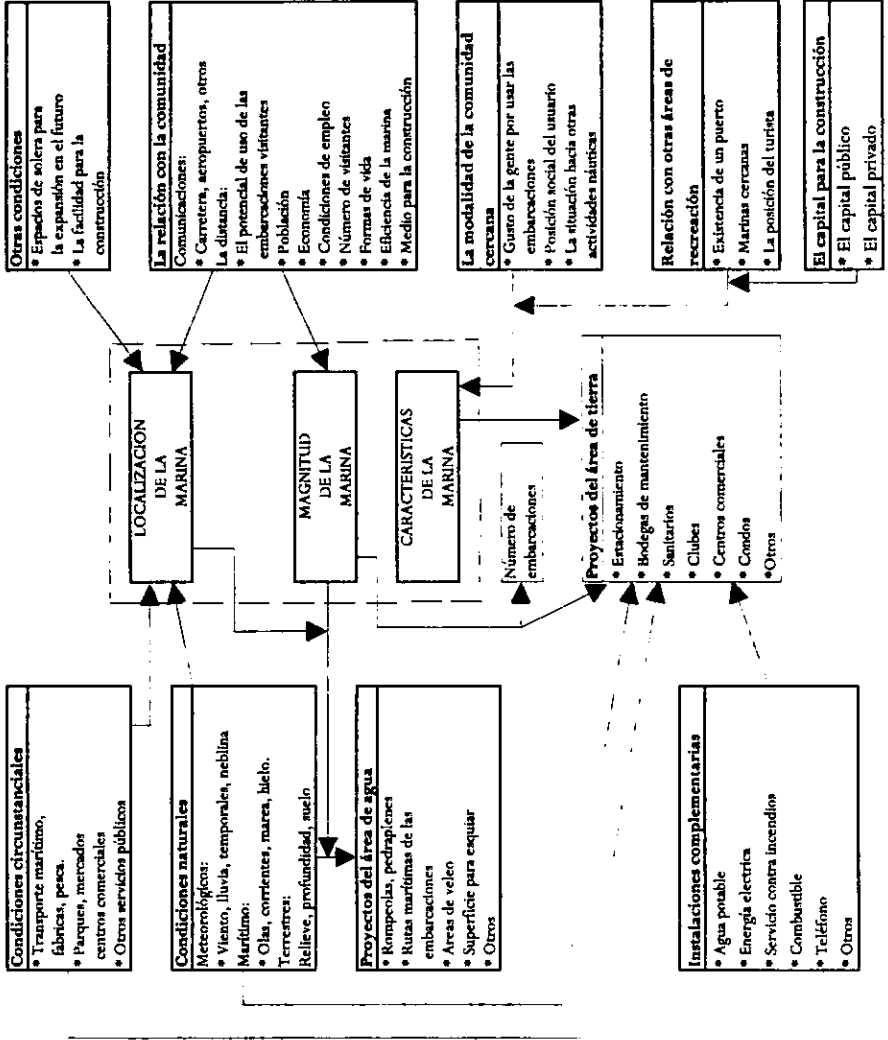 Otras condiciones
* Espacios de solera para
la expansión en el futuro
* La facilidad para la
construcción
La relación con la comunidad
Comunicaciones:
* Carretera, aeropuertos, otros
La distancia:
* El potencial de uso de las
embarcaciones visitantes
* Población
* Economía
* Condiciones de empleo
* Número de visitantes
* Formas de vida
* Eficiencia de la marina
* Medio para la construcción
La modalidad de la comunidad
cercana
* Gusto de la gente por usar las
embarcaciones
* Posición social del usuario
* La situación hacia otras
actividades náuticas
Relación con otras áreas de
recreación
* Existencia de un puerto
* Marinas cercanas
* La posición del turista
El capital para la construcción
* El capital público
* El capital privado
LOCALIZACION
DE LA
MARINA
MAGNITUD
DE LA
MARINA
CARACTERISTICAS
DE LA
MARINA
Número de
embarcaciones
Proyectos del área de tierra
* Estacionamiento
* Bodegas de mantenimiento
* Sanitarios
* Clubes
* Centros comerciales
* Condos
*Otros
Condiciones circunstanciales
* Transporte marítimo,
fabricas, pesca.
* Parques, mercados
centros comerciales
* Otros servicios públicos
Condiciones naturales
Meteorológicos:
* Viento, lluvia, temporales, neblina
Marítimo:
* Olas, corrientes, marea, hielo.
Terrestres:
Relieve, profundidad, suelo
Proyectos del área de agua
* Rompeolas, pedrapienes
* Rutas marítimas de las
embarcaciones
* Areas de veleo
* Superficie para esquiar
* Otros
Instalaciones complementarias
* Agua potable
* Energía electrica
* Servicio contra incendios
* Combustible
* Teléfono
* Otros